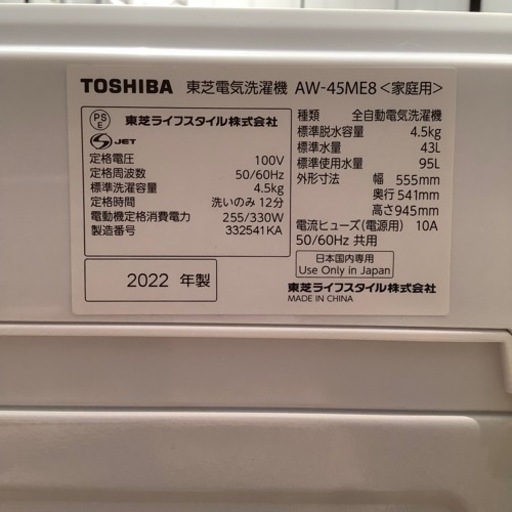 TOSHIBA 東芝電気洗濯機 AW-45ME8<家庭用>
PS
E
東芝ライフスタイル株式会社
S JET
定格電圧 100V
定格周波数 50/60Hz
標準洗濯容量 4.5kg
定格時間 洗いのみ 12分
電動機定格消費電力 255/330W
製造番号 332541KA
2022 年製
種類 全自動電気洗濯機
標準脱水容量 4.5kg
標準水量 43L
標準使用水量 95L
外形寸法 幅 555mm
奥行 541mm
高さ 945mm
電流ヒューズ(電源用) 10A
50/60Hz 共用
日本国内専用
Use Only in Japan
東芝ライフスタイル株式会社
MADE IN CHINA